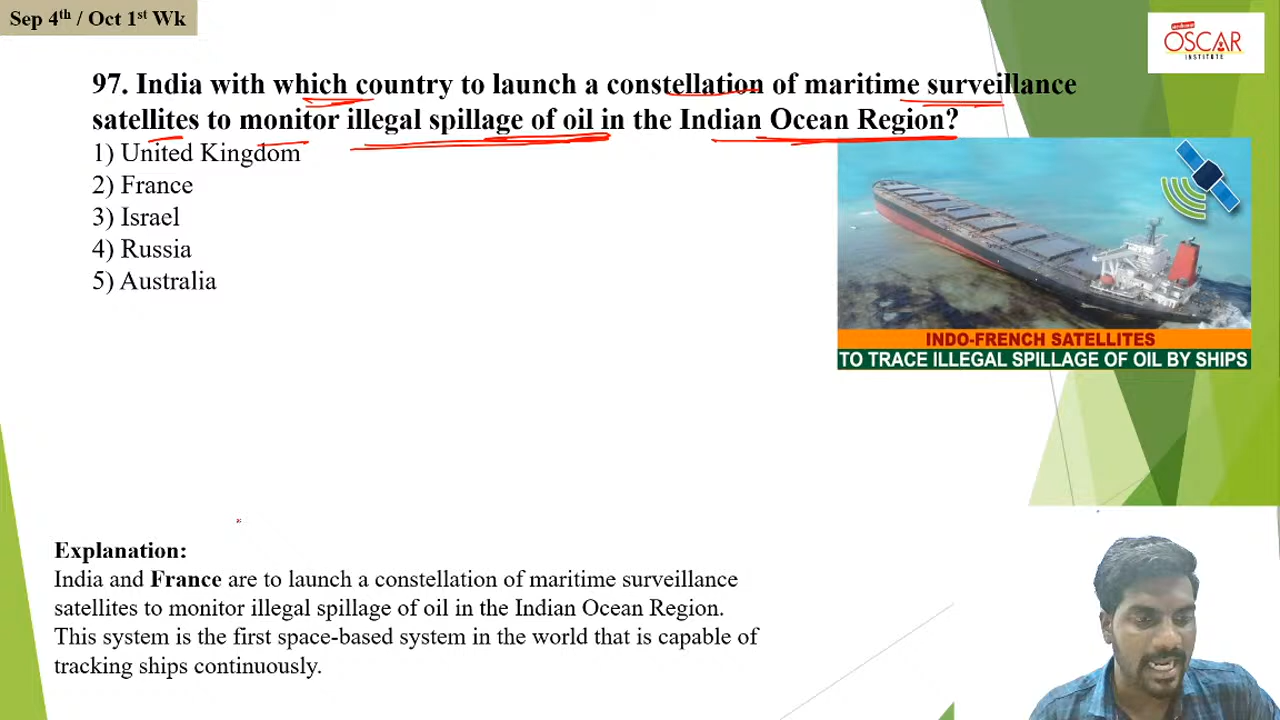 Sep 4th / Oct 1st Wk
OSCAR
INSTITUTE
97. India with which country to launch a constellation of maritime surveillance
satellites to monitor illegal spillage of oil in the Indian Ocean Region?
1) United Kingdom
2) France
3) Israel
4) Russia
5) Australia
INDO-FRENCH SATELLITES
TO TRACE ILLEGAL SPILLAGE OF OIL BY SHIPS
Explanation:
India and France are to launch a constellation of maritime surveillance
satellites to monitor illegal spillage of oil in the Indian Ocean Region.
This system is the first space-based system in the world that is capable of
tracking ships continuously.